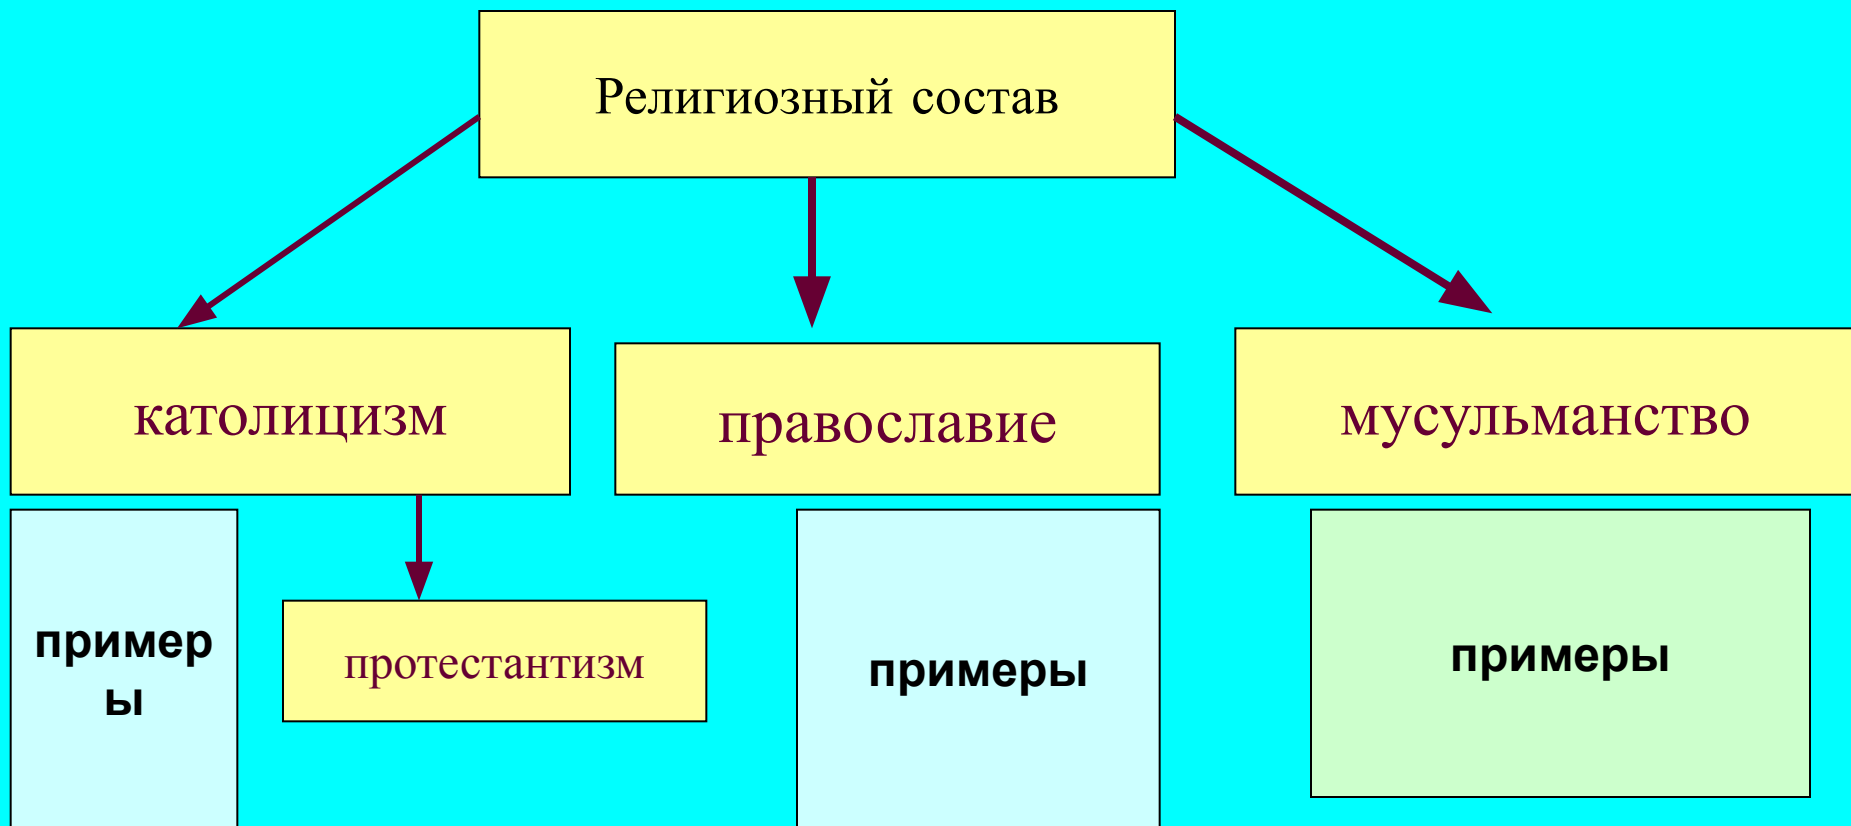 Религиозный состав
католицизм
православие
мусульманство
пример
ы
протестантизм
примеры
примеры